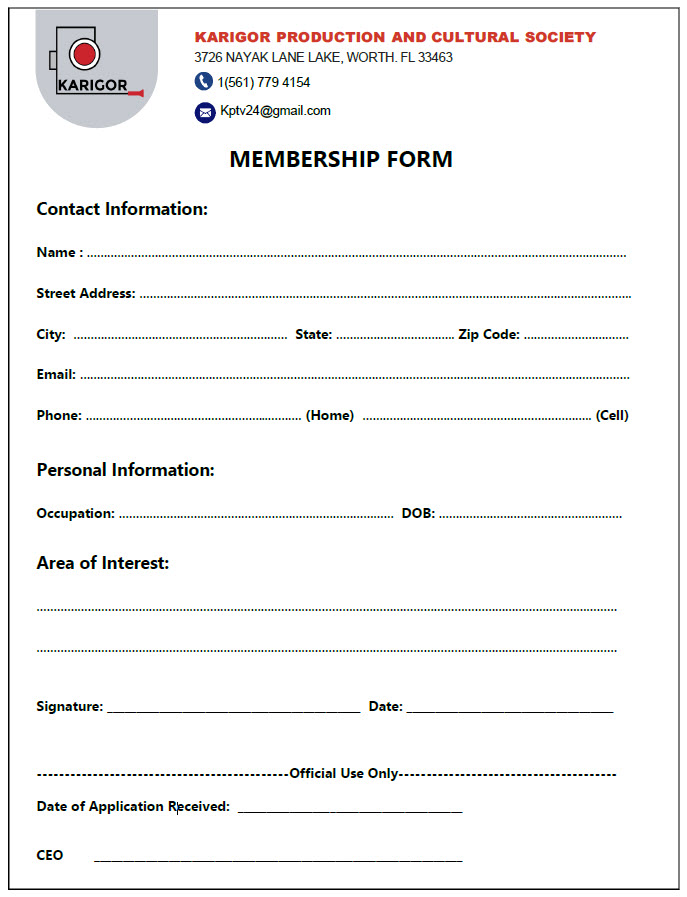 KARIGOR
KARIGOR PRODUCTION AND CULTURAL SOCIETY
3726 NAYAK LANE LAKE, WORTH. FL 33463
1(561) 779 4154
Kptv24@gmail.com
MEMBERSHIP FORM
Contact Information:
Name : ........................................................................
Street Address: ........................................................................
City: ........................................ State: .............................. Zip Code: ..............................
Email: ........................................................................
Phone: ........................................ (Home) ........................................ (Cell)
Personal Information:
Occupation: ........................................ DOB: ........................................
Area of Interest:
........................................................................
........................................................................
Signature: ______________________________ Date: ______________________________
----------------------------------------Official Use Only----------------------------------------
Date of Application Received: ______________________________
CEO ______________________________